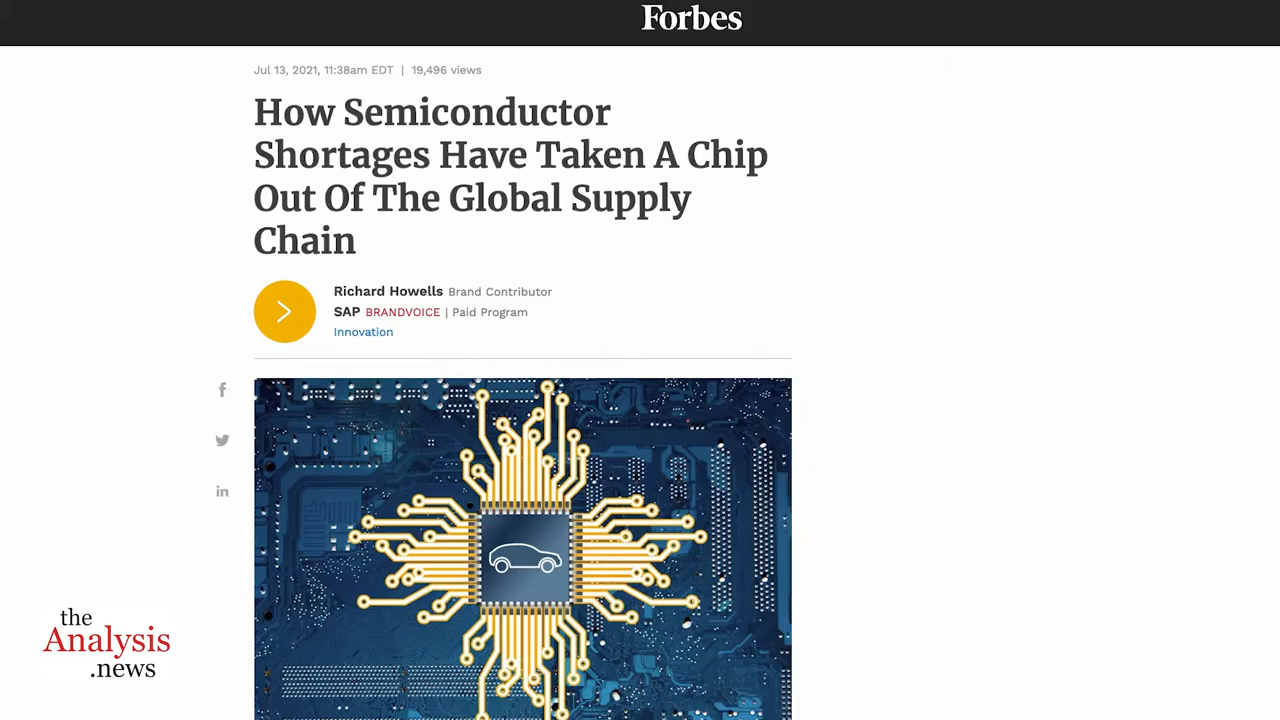 Forbes
Jul 13, 2021, 11:38am EDT | 19,496 views
How Semiconductor
Shortages Have Taken A Chip
Out Of The Global Supply
Chain
Richard Howells Brand Contributor
SAP BRANDVOICE | Paid Program
Innovation
the
Analysis
.news